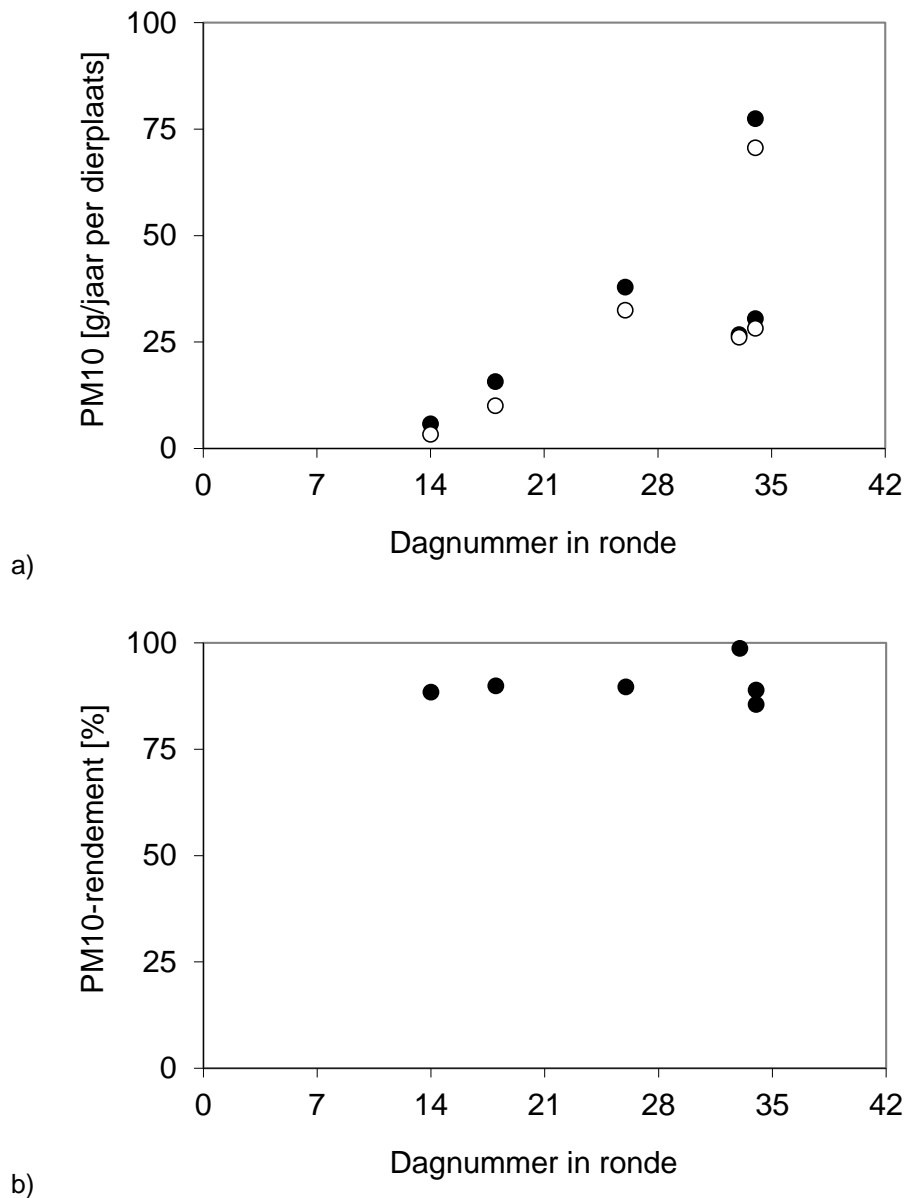 PM10 [g/jaar per dierplaats]
100
75
50
25
0
0 7 14 21 28 35 42
Dagnummer in ronde
a)
PM10-rendement [%]
100
75
50
25
0
0 7 14 21 28 35 42
Dagnummer in ronde
b)